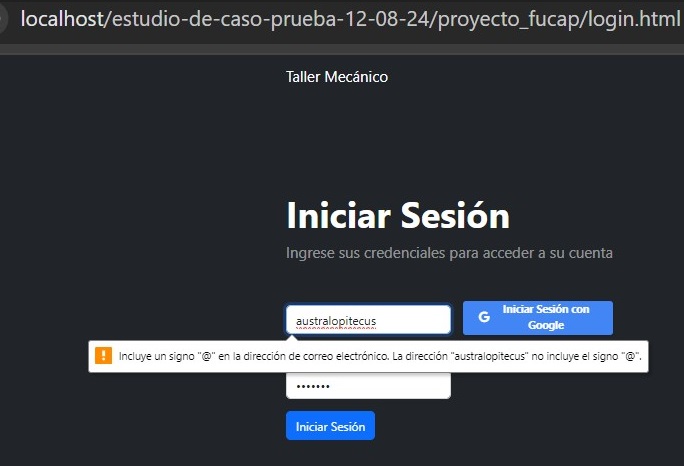 localhost/estudio-de-caso-prueba-12-08-24/proyecto_fucap/login.html
Taller Mecánico
Iniciar Sesión
Ingrese sus credenciales para acceder a su cuenta
australopitecus
G Iniciar Sesión con
Google
! Incluye un signo "@" en la dirección de correo electrónico. La dirección "australopitecus" no incluye el signo "@".
•••••••
Iniciar Sesión